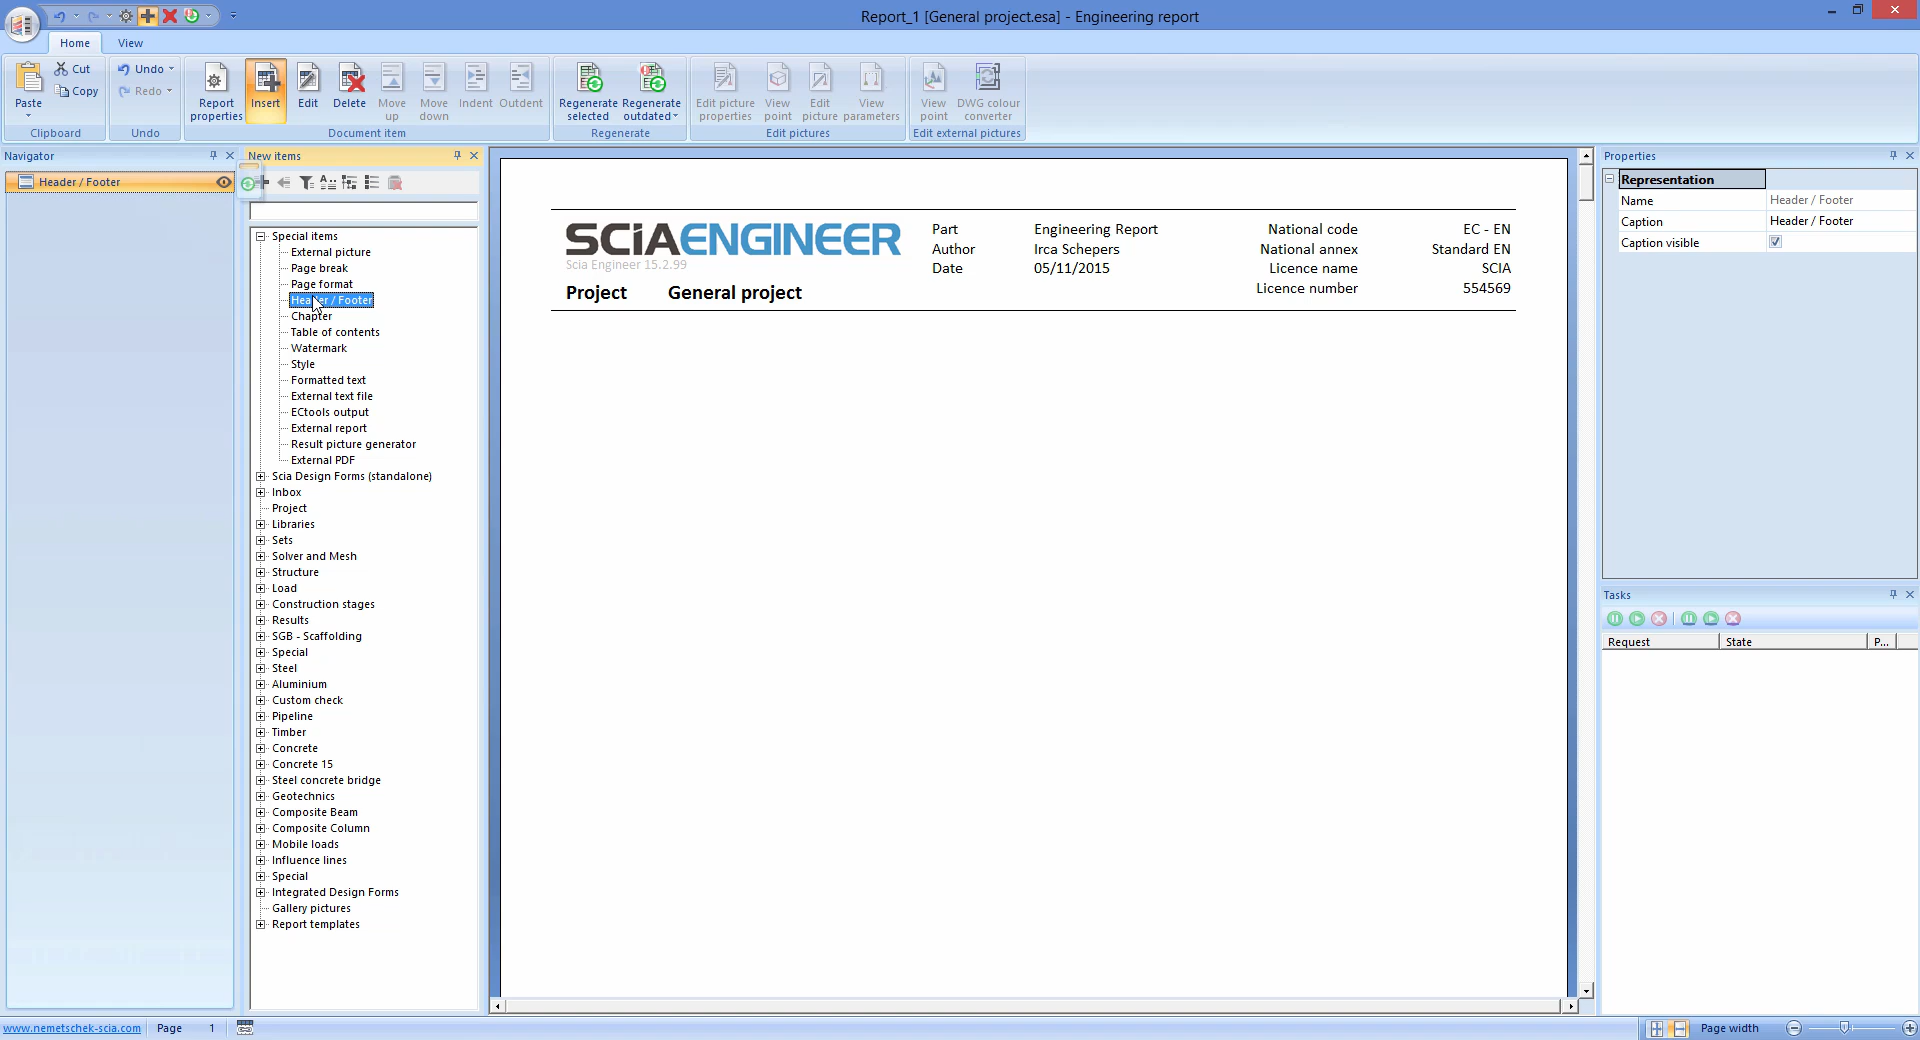 Report_1 [General project.esa] - Engineering report
Home View
Paste
Cut
Copy
Clipboard
Undo
Redo
Undo
Report properties
Insert
Edit
Delete
Move up
Move down
Indent
Outdent
Document item
Regenerate selected
Regenerate outdated
Regenerate
Edit picture properties
View point
Edit picture
View parameters
Edit pictures
View point
DWG colour converter
Edit external pictures
Navigator
Header / Footer
New items
Special items
External picture
Page break
Page format
Header / Footer
Chapter
Table of contents
Watermark
Style
Formatted text
External text file
ECtools output
External report
Result picture generator
External PDF
Scia Design Forms (standalone)
Inbox
Project
Libraries
Sets
Solver and Mesh
Structure
Load
Construction stages
Results
SGB - Scaffolding
Special
Steel
Aluminium
Custom check
Pipeline
Timber
Concrete
Concrete 15
Steel concrete bridge
Geotechnics
Composite Beam
Composite Column
Mobile loads
Influence lines
Special
Integrated Design Forms
Gallery pictures
Report templates
SCiAENGINEER
Scia Engineer 15.2.99
Project General project
Part Engineering Report
Author Irca Schepers
Date 05/11/2015
National code EC - EN
National annex Standard EN
Licence name SCIA
Licence number 554569
Properties
Representation
Name Header / Footer
Caption Header / Footer
Caption visible
Tasks
Request State P...
www.nemetschek-scia.com Page 1
Page width